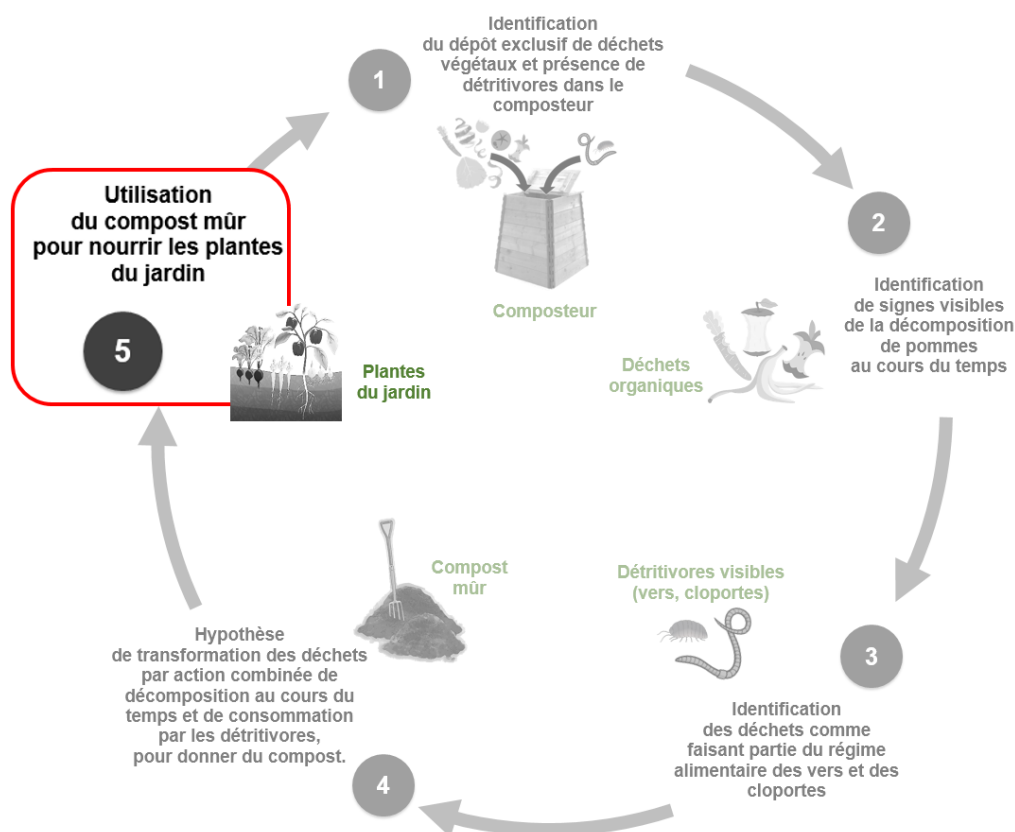 1
Identification
du dépôt exclusif de déchets
végétaux et présence de
détritivores dans le
composteur
Composteur
2
Identification
de signes visibles
de la décomposition
de pommes
au cours du temps
Déchets
organiques
3
Détritivores visibles
(vers, cloportes)
Identification
des déchets comme
faisant partie du régime
alimentaire des vers et des
cloportes
4
Compost
mûr
Hypothèse
de transformation des déchets
par action combinée de
décomposition au cours du
temps et de consommation
par les détritivores,
pour donner du compost.
Utilisation
du compost mûr
pour nourrir les plantes
du jardin
5
Plantes
du jardin